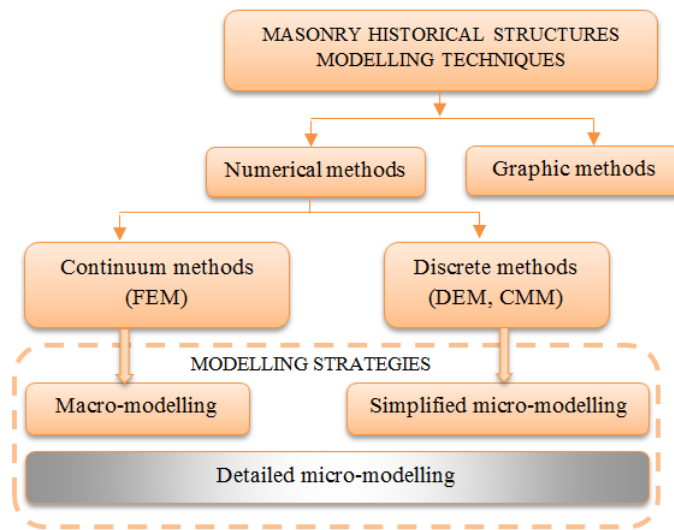 MASONRY HISTORICAL STRUCTURES
MODELLING TECHNIQUES
Numerical methods
Graphic methods
Continuum methods
(FEM)
Discrete methods
(DEM, CMM)
MODELLING STRATEGIES
Macro-modelling
Simplified micro-modelling
Detailed micro-modelling